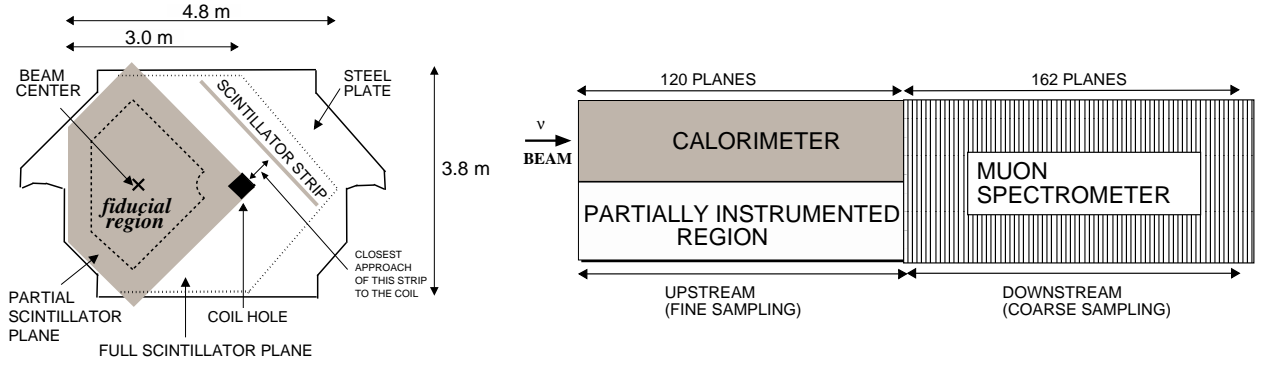 4.8 m
3.0 m
BEAM
CENTER
STEEL
PLATE
SCINTILLATOR STRIP
3.8 m
fiducial
region
CLOSEST
APPROACH
OF THIS STRIP
TO THE COIL
PARTIAL
SCINTILLATOR
PLANE
COIL HOLE
FULL SCINTILLATOR PLANE
120 PLANES
162 PLANES
ν
BEAM
CALORIMETER
MUON
SPECTROMETER
PARTIALLY INSTRUMENTED
REGION
UPSTREAM
(FINE SAMPLING)
DOWNSTREAM
(COARSE SAMPLING)